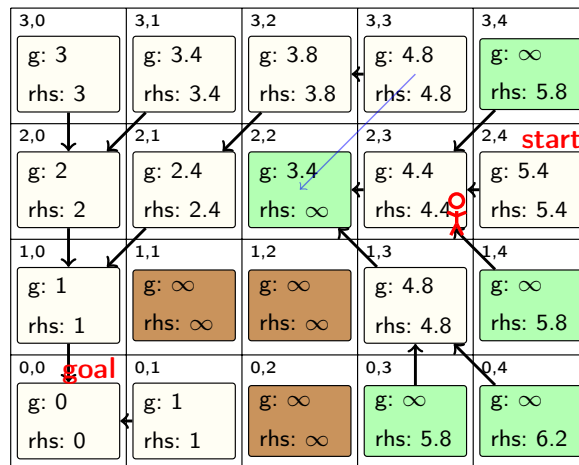 3,0 3,1 3,2 3,3 3,4
g: 3 g: 3.4 g: 3.8 g: 4.8 g: ∞
rhs: 3 rhs: 3.4 rhs: 3.8 rhs: 4.8 rhs: 5.8
2,0 2,1 2,2 2,3 2,4
start
g: 2 g: 2.4 g: 3.4 g: 4.4 g: 5.4
rhs: 2 rhs: 2.4 rhs: ∞ rhs: 4.4 rhs: 5.4
1,0 1,1 1,2 1,3 1,4
g: 1 g: ∞ g: ∞ g: 4.8 g: ∞
rhs: 1 rhs: ∞ rhs: ∞ rhs: 4.8 rhs: 5.8
0,0 0,1 0,2 0,3 0,4
goal
g: 0 g: 1 g: ∞ g: ∞ g: ∞
rhs: 0 rhs: 1 rhs: ∞ rhs: 5.8 rhs: 6.2